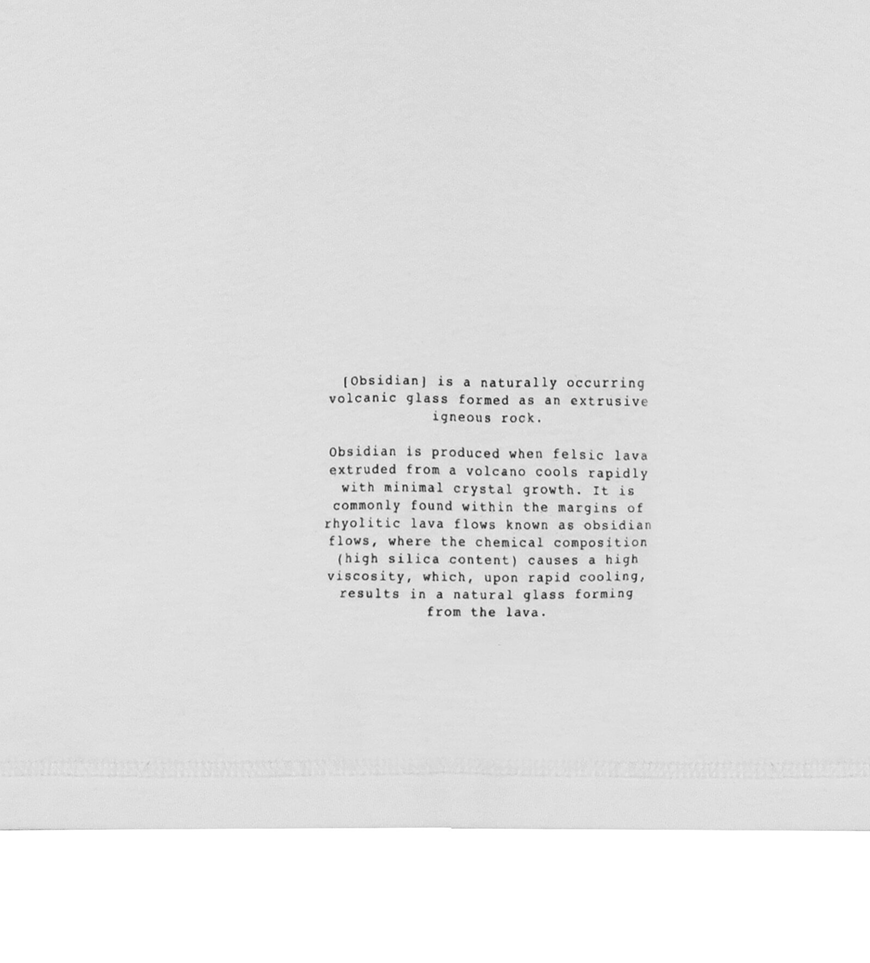 [Obsidian] is a naturally occurring
volcanic glass formed as an extrusive
igneous rock.
Obsidian is produced when felsic lava
extruded from a volcano cools rapidly
with minimal crystal growth. It is
commonly found within the margins of
rhyolitic lava flows known as obsidian
flows, where the chemical composition
(high silica content) causes a high
viscosity, which, upon rapid cooling,
results in a natural glass forming
from the lava.